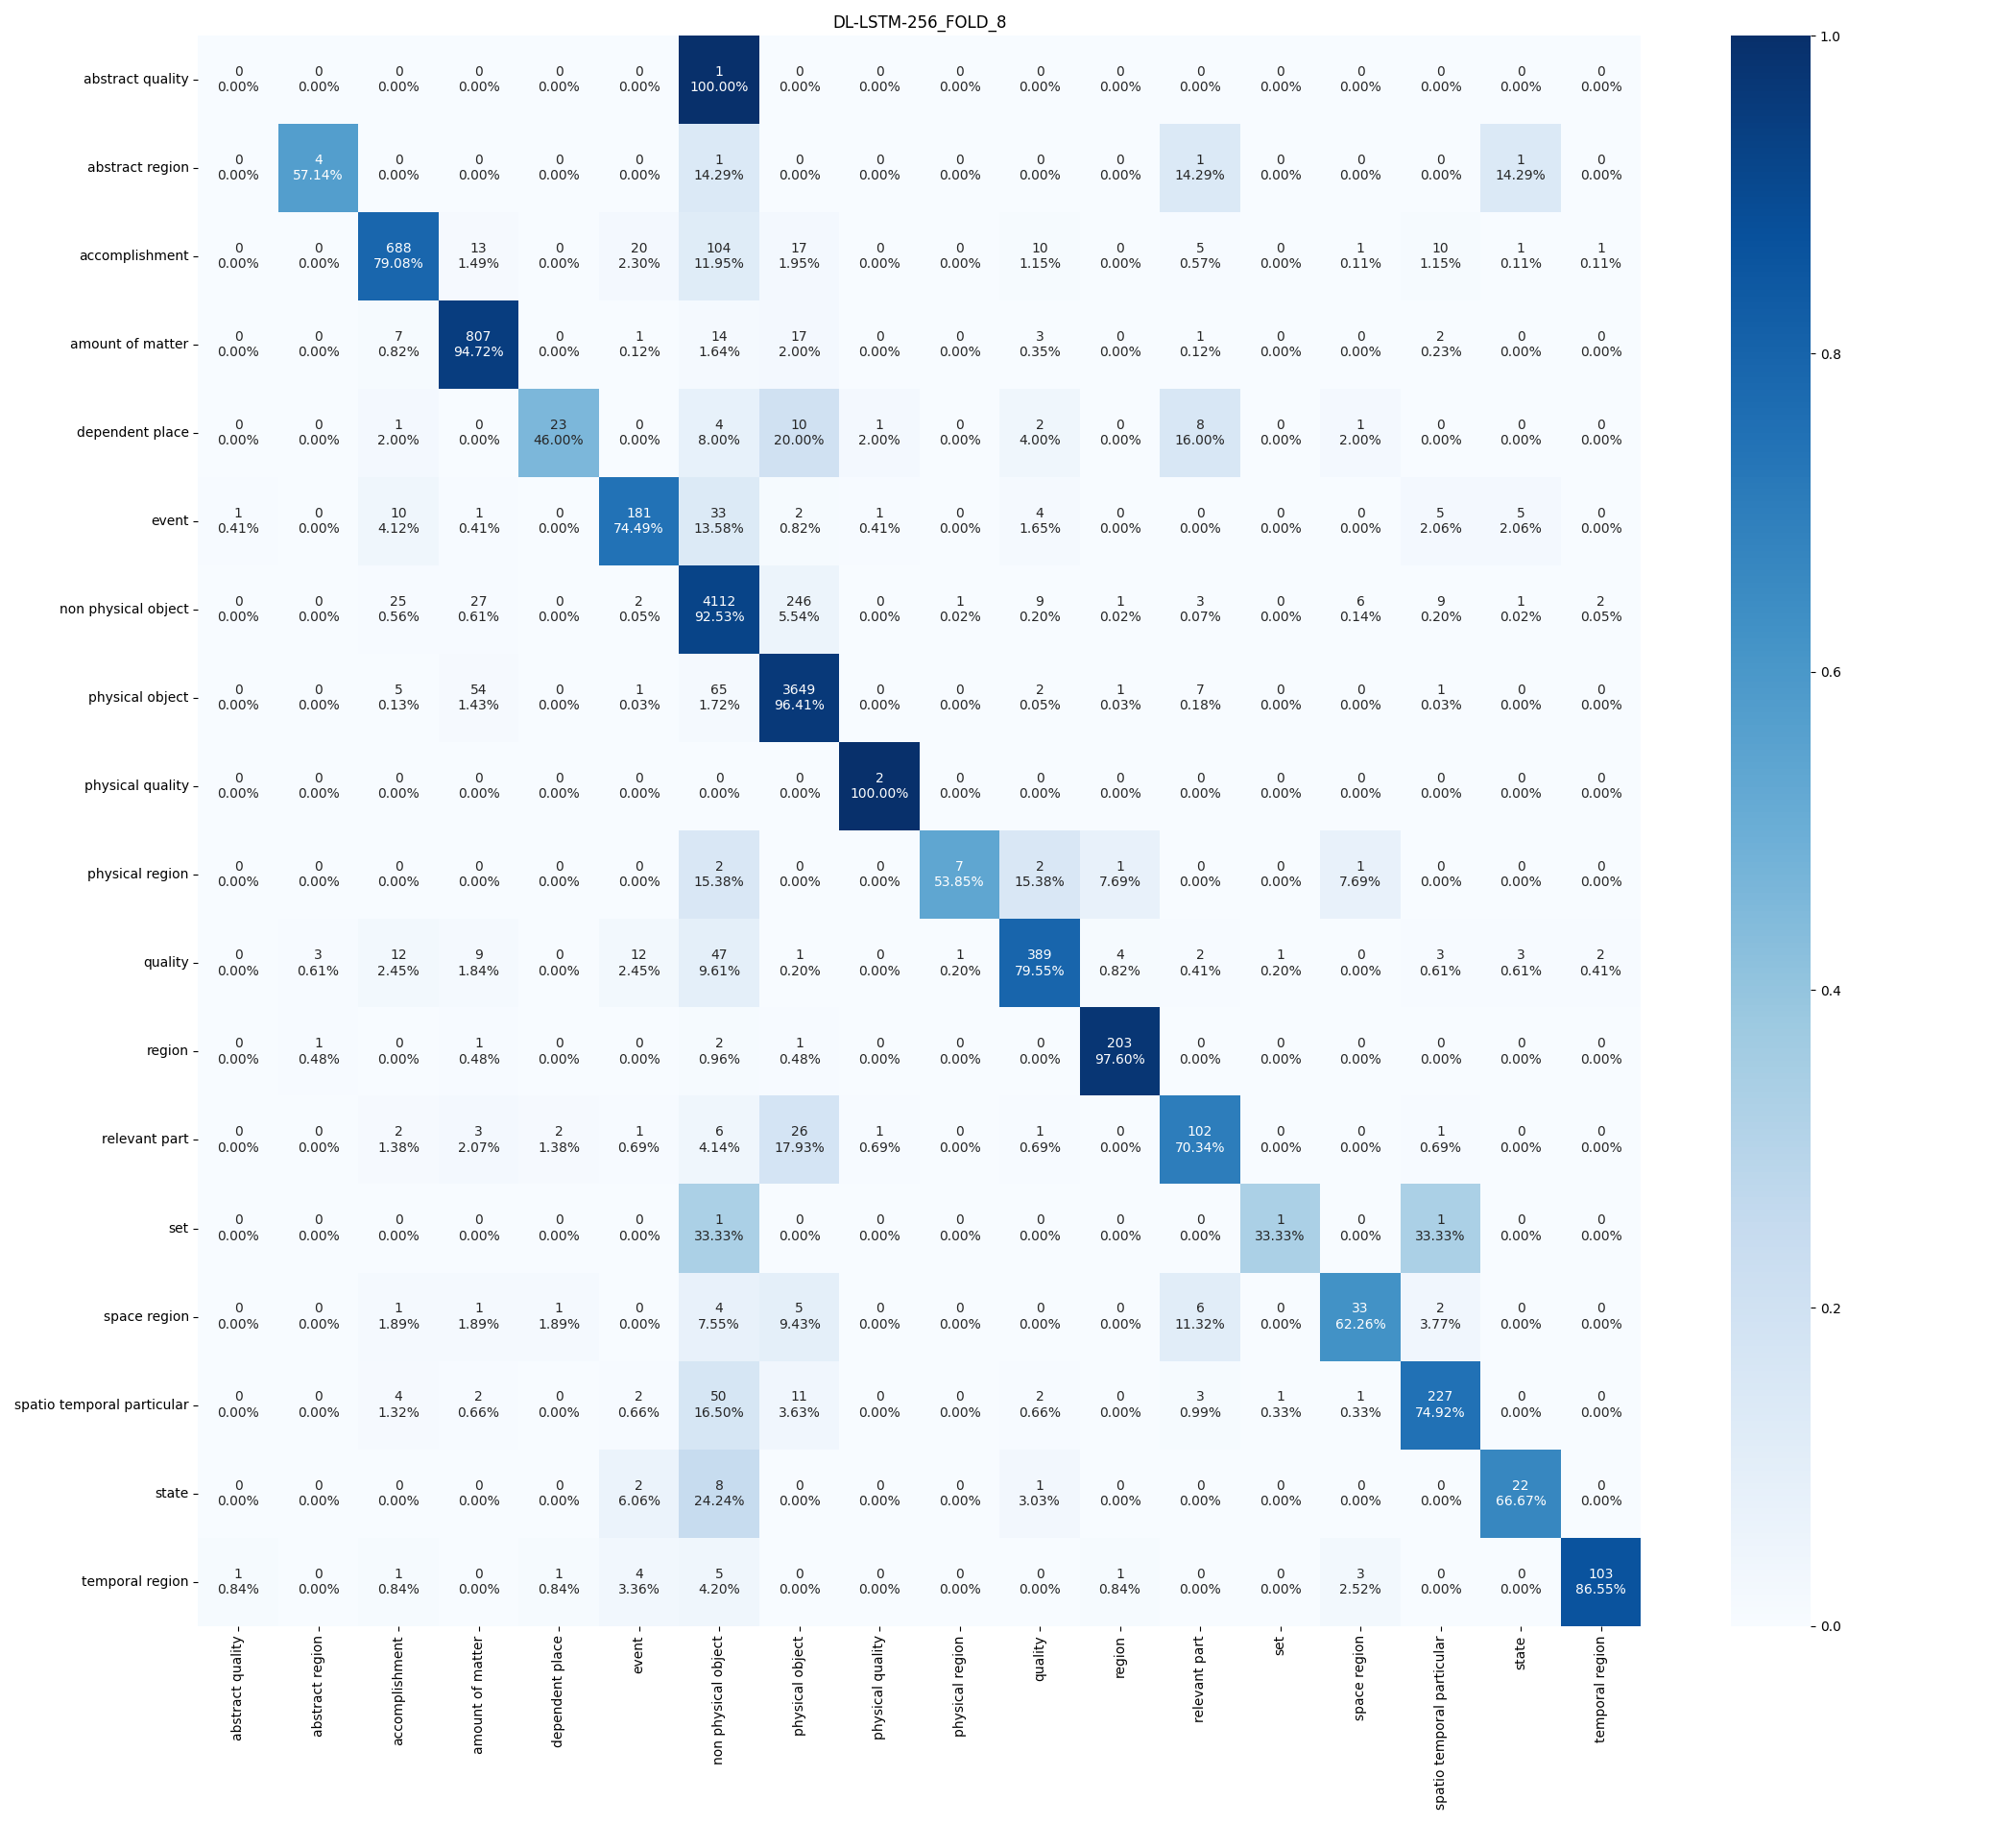 DL-LSTM-256_FOLD_8
abstract quality 0 0 0 0 0 0 1 0 0 0 0 0 0 0 0 0 0 0 1.0
0.00% 0.00% 0.00% 0.00% 0.00% 0.00% 100.00% 0.00% 0.00% 0.00% 0.00% 0.00% 0.00% 0.00% 0.00% 0.00% 0.00% 0.00%
abstract region 0 4 0 0 0 0 1 0 0 0 0 0 1 0 0 0 1 0
0.00% 57.14% 0.00% 0.00% 0.00% 0.00% 14.29% 0.00% 0.00% 0.00% 0.00% 0.00% 14.29% 0.00% 0.00% 0.00% 14.29% 0.00%
accomplishment 0 0 688 13 0 20 104 17 0 0 10 0 5 0 1 10 1 1
0.00% 0.00% 79.08% 1.49% 0.00% 2.30% 11.95% 1.95% 0.00% 0.00% 1.15% 0.00% 0.57% 0.00% 0.11% 1.15% 0.11% 0.11%
amount of matter 0 0 7 807 0 1 14 17 0 0 3 0 1 0 0 2 0 0
0.00% 0.00% 0.82% 94.72% 0.00% 0.12% 1.64% 2.00% 0.00% 0.00% 0.35% 0.00% 0.12% 0.00% 0.00% 0.23% 0.00% 0.00% 0.8
dependent place 0 0 1 0 23 0 4 10 1 0 2 0 8 0 1 0 0 0
0.00% 0.00% 2.00% 0.00% 46.00% 0.00% 8.00% 20.00% 2.00% 0.00% 4.00% 0.00% 16.00% 0.00% 2.00% 0.00% 0.00% 0.00%
event 1 0 10 1 0 181 33 2 1 0 4 0 0 0 0 5 5 0
0.41% 0.00% 4.12% 0.41% 0.00% 74.49% 13.58% 0.82% 0.41% 0.00% 1.65% 0.00% 0.00% 0.00% 0.00% 2.06% 2.06% 0.00%
non physical object 0 0 25 27 0 2 4112 246 0 1 9 1 3 0 6 9 1 2
0.00% 0.00% 0.56% 0.61% 0.00% 0.05% 92.53% 5.54% 0.00% 0.02% 0.20% 0.02% 0.07% 0.00% 0.14% 0.20% 0.02% 0.05%
0.6
physical object 0 0 5 54 0 1 65 3649 0 0 2 1 7 0 0 1 0 0
0.00% 0.00% 0.13% 1.43% 0.00% 0.03% 1.72% 96.41% 0.00% 0.00% 0.05% 0.03% 0.18% 0.00% 0.00% 0.03% 0.00% 0.00%
physical quality 0 0 0 0 0 0 0 0 2 0 0 0 0 0 0 0 0 0
0.00% 0.00% 0.00% 0.00% 0.00% 0.00% 0.00% 0.00% 100.00% 0.00% 0.00% 0.00% 0.00% 0.00% 0.00% 0.00% 0.00% 0.00%
physical region 0 0 0 0 0 0 2 0 0 7 2 1 0 0 1 0 0 0
0.00% 0.00% 0.00% 0.00% 0.00% 0.00% 15.38% 0.00% 0.00% 53.85% 15.38% 7.69% 0.00% 0.00% 7.69% 0.00% 0.00% 0.00%
quality 0 3 12 9 0 12 47 1 0 1 389 4 2 1 0 3 3 2
0.00% 0.61% 2.45% 1.84% 0.00% 2.45% 9.61% 0.20% 0.00% 0.20% 79.55% 0.82% 0.41% 0.20% 0.00% 0.61% 0.61% 0.41%
0.4
region 0 1 0 1 0 0 2 1 0 0 0 203 0 0 0 0 0 0
0.00% 0.48% 0.00% 0.48% 0.00% 0.00% 0.96% 0.48% 0.00% 0.00% 0.00% 97.60% 0.00% 0.00% 0.00% 0.00% 0.00% 0.00%
relevant part 0 0 2 3 2 1 6 26 1 0 1 0 102 0 0 1 0 0
0.00% 0.00% 1.38% 2.07% 1.38% 0.69% 4.14% 17.93% 0.69% 0.00% 0.69% 0.00% 70.34% 0.00% 0.00% 0.69% 0.00% 0.00%
set 0 0 0 0 0 0 1 0 0 0 0 0 0 1 0 1 0 0
0.00% 0.00% 0.00% 0.00% 0.00% 0.00% 33.33% 0.00% 0.00% 0.00% 0.00% 0.00% 0.00% 33.33% 0.00% 33.33% 0.00% 0.00%
space region 0 0 1 1 1 0 4 5 0 0 0 0 6 0 33 2 0 0 0.2
0.00% 0.00% 1.89% 1.89% 1.89% 0.00% 7.55% 9.43% 0.00% 0.00% 0.00% 0.00% 11.32% 0.00% 62.26% 3.77% 0.00% 0.00%
spatio temporal particular 0 0 4 2 0 2 50 11 0 0 2 0 3 1 1 227 0 0
0.00% 0.00% 1.32% 0.66% 0.00% 0.66% 16.50% 3.63% 0.00% 0.00% 0.66% 0.00% 0.99% 0.33% 0.33% 74.92% 0.00% 0.00%
state 0 0 0 0 0 2 8 0 0 0 1 0 0 0 0 0 22 0
0.00% 0.00% 0.00% 0.00% 0.00% 6.06% 24.24% 0.00% 0.00% 0.00% 3.03% 0.00% 0.00% 0.00% 0.00% 0.00% 66.67% 0.00%
temporal region 1 0 1 0 1 4 5 0 0 0 0 1 0 0 3 0 0 103
0.84% 0.00% 0.84% 0.00% 0.84% 3.36% 4.20% 0.00% 0.00% 0.00% 0.00% 0.84% 0.00% 0.00% 2.52% 0.00% 0.00% 86.55%
0.0
abstract quality
abstract region
accomplishment
amount of matter
dependent place
event
non physical object
physical object
physical quality
physical region
quality
region
relevant part
set
space region
spatio temporal particular
state
temporal region